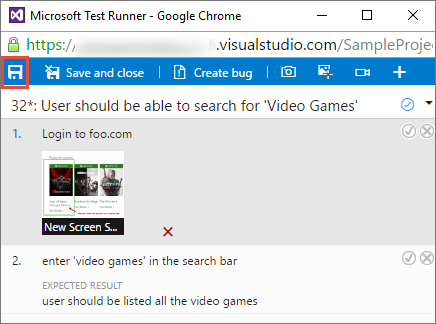 Microsoft Test Runner - Google Chrome
https://
.visualstudio.com/SampleProje
Save and close
Create bug
32*: User should be able to search for 'Video Games'
1. Login to foo.com
New Screen S...
2. enter 'video games' in the search bar
EXPECTED RESULT
user should be listed all the video games